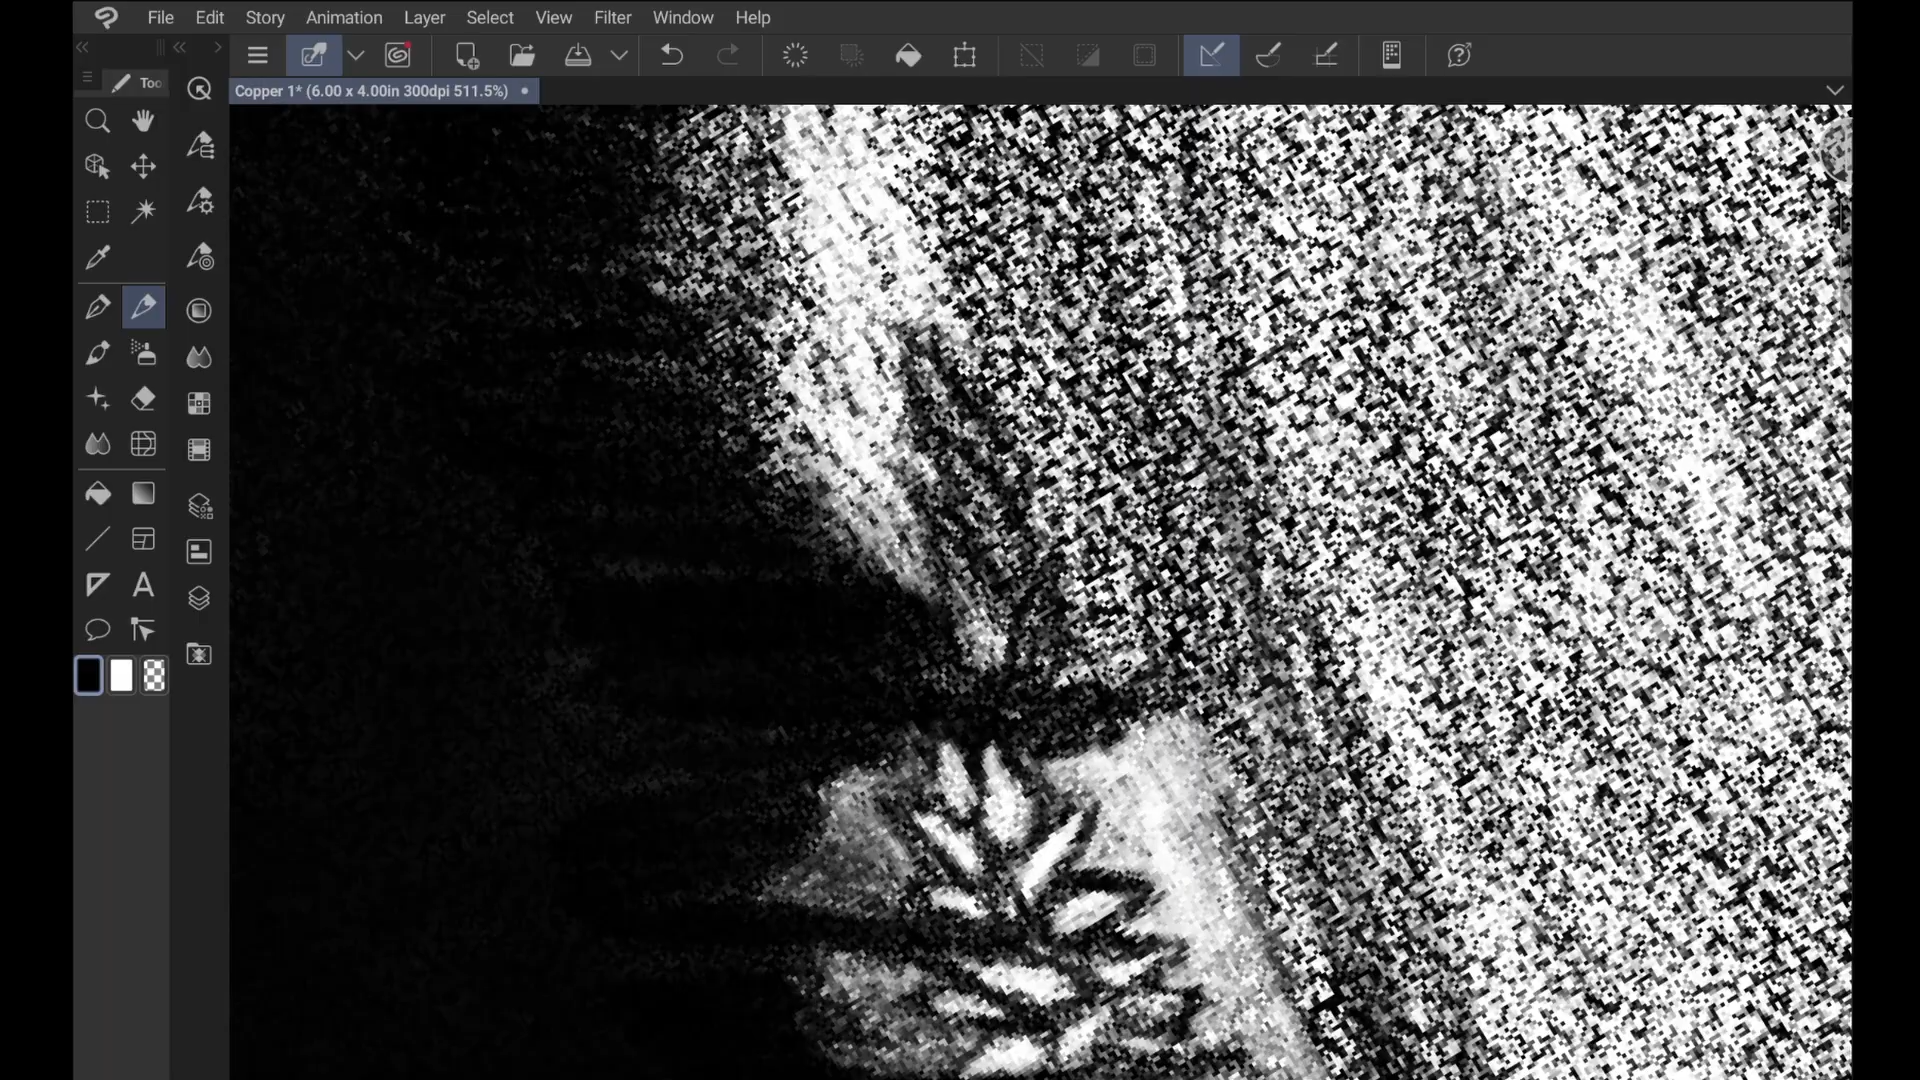 File Edit Story Animation Layer Select View Filter Window Help
Too
Copper 1* (6.00 x 4.00in 300dpi 511.5%)
A